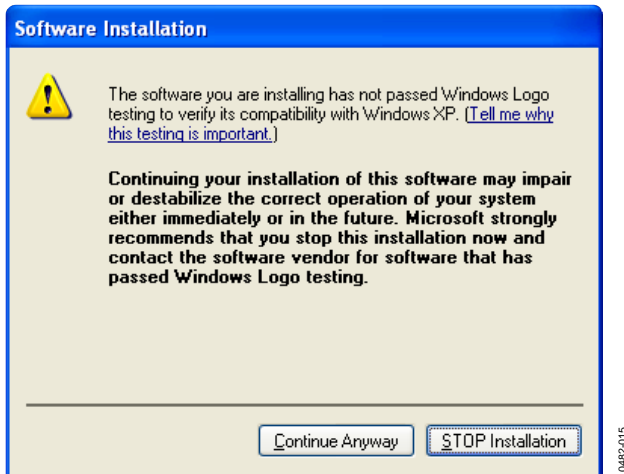 Software Installation
The software you are installing has not passed Windows Logo
testing to verify its compatibility with Windows XP. (Tell me why
this testing is important.)
Continuing your installation of this software may impair
or destabilize the correct operation of your system
either immediately or in the future. Microsoft strongly
recommends that you stop this installation now and
contact the software vendor for software that has
passed Windows Logo testing.
Continue Anyway
STOP Installation